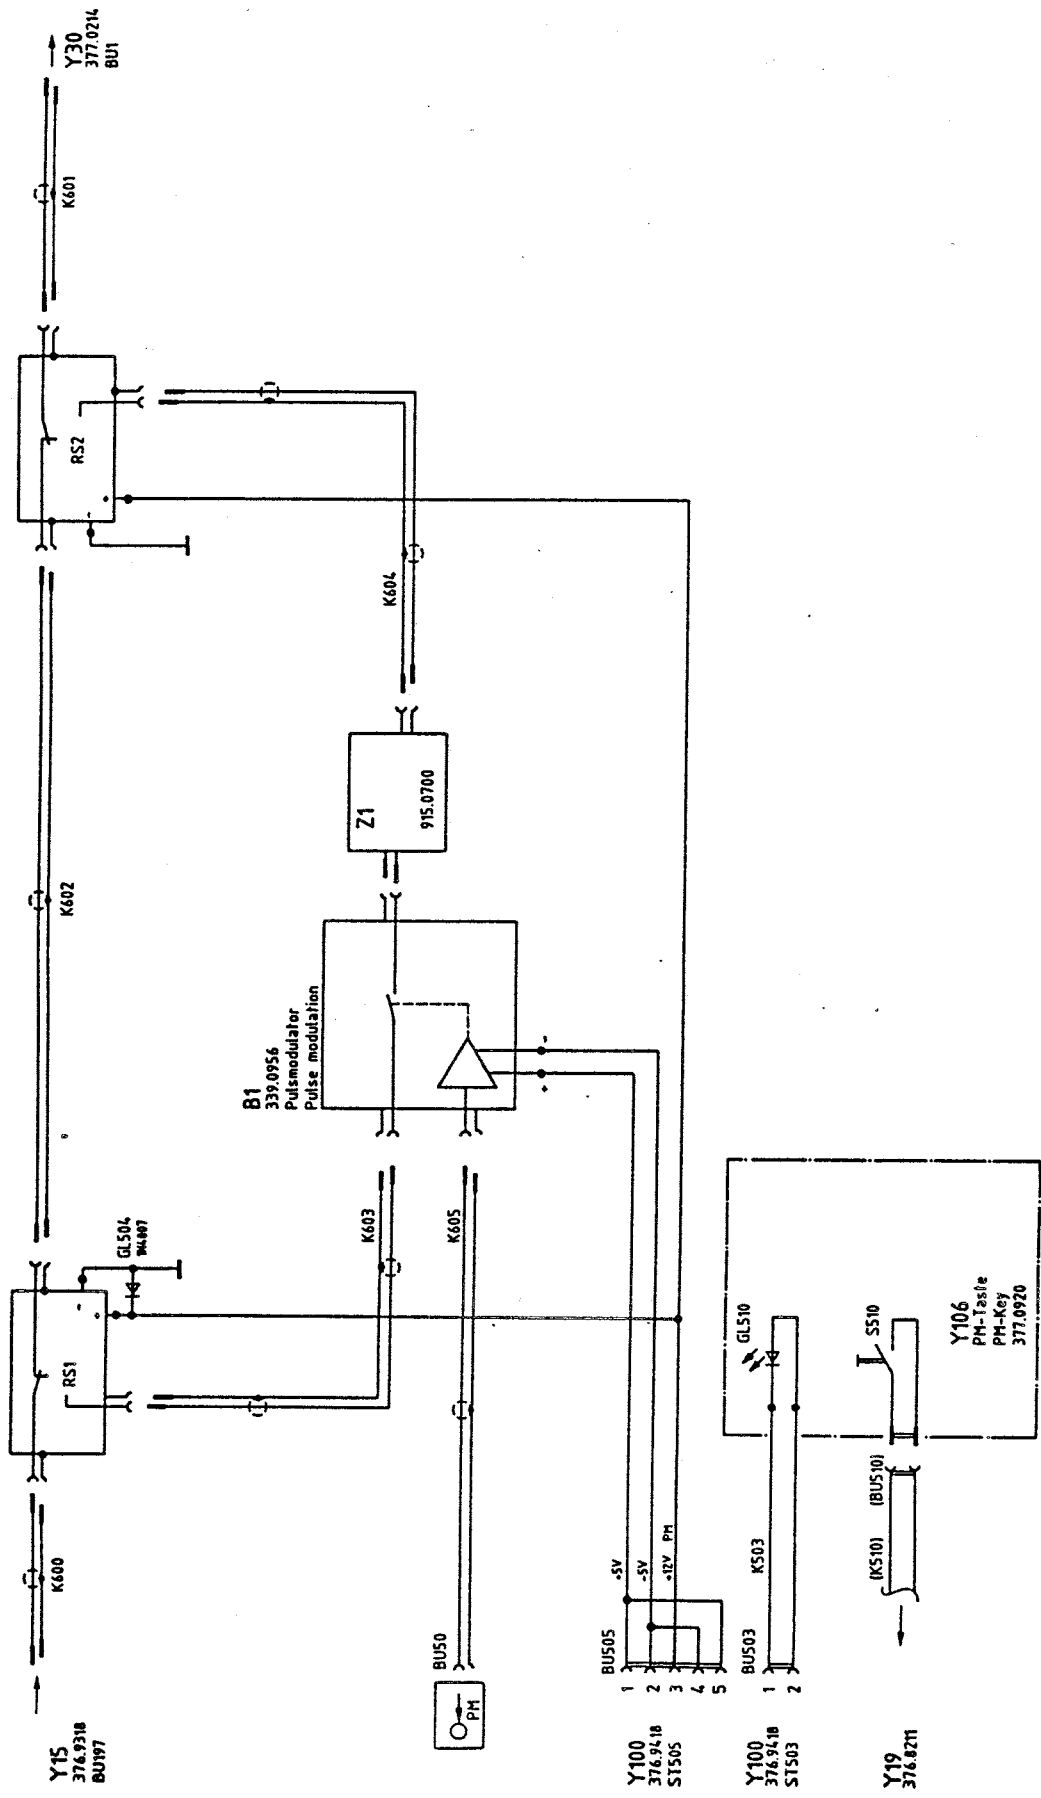 Y15
376.9318
BU197
K600
RS1
GL504
1N4007
K602
RS2
K601
Y30
377.0214
BU1
K603
B1
339.0956
Pulsmodulator
Pulse modulation
Z1
915.0700
K604
PM
BU50
K605
+
-
Y100
376.9418
ST505
BU505
1
2
3
4
5
+5V
-5V
+12V PM
Y100
376.9418
ST503
BU503
1
2
K503
GL510
Y19
376.8211
(K510)
(BU510)
S510
Y106
PM-Taste
PM-Key
377.0920